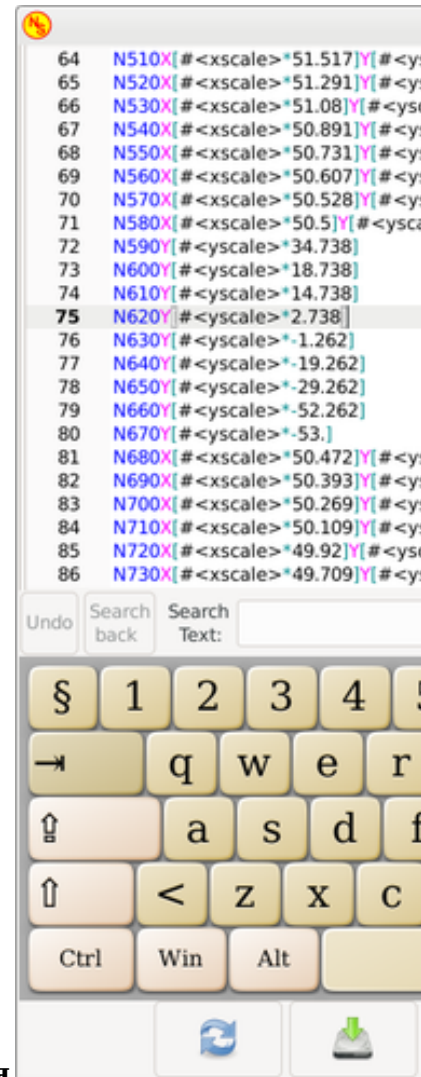 64 N510X[#<xscale>*51.517]Y[#<ys
65 N520X[#<xscale>*51.291]Y[#<ys
66 N530X[#<xscale>*51.08]Y[#<ysc
67 N540X[#<xscale>*50.891]Y[#<ys
68 N550X[#<xscale>*50.731]Y[#<ys
69 N560X[#<xscale>*50.607]Y[#<ys
70 N570X[#<xscale>*50.528]Y[#<ys
71 N580X[#<xscale>*50.5]Y[#<ysca
72 N590Y[#<yscale>*34.738]
73 N600Y[#<yscale>*18.738]
74 N610Y[#<yscale>*14.738]
75 N620Y[#<yscale>*2.738]
76 N630Y[#<yscale>*-1.262]
77 N640Y[#<yscale>*-19.262]
78 N650Y[#<yscale>*-29.262]
79 N660Y[#<yscale>*-52.262]
80 N670Y[#<yscale>*-53.]
81 N680X[#<xscale>*50.472]Y[#<ys
82 N690X[#<xscale>*50.393]Y[#<ys
83 N700X[#<xscale>*50.269]Y[#<ys
84 N710X[#<xscale>*50.109]Y[#<ys
85 N720X[#<xscale>*49.92]Y[#<ysc
86 N730X[#<xscale>*49.709]Y[#<ys
Undo Search back Search Text:
§ 1 2 3 4
q w e r
a s d f
< z x c
Ctrl Win Alt